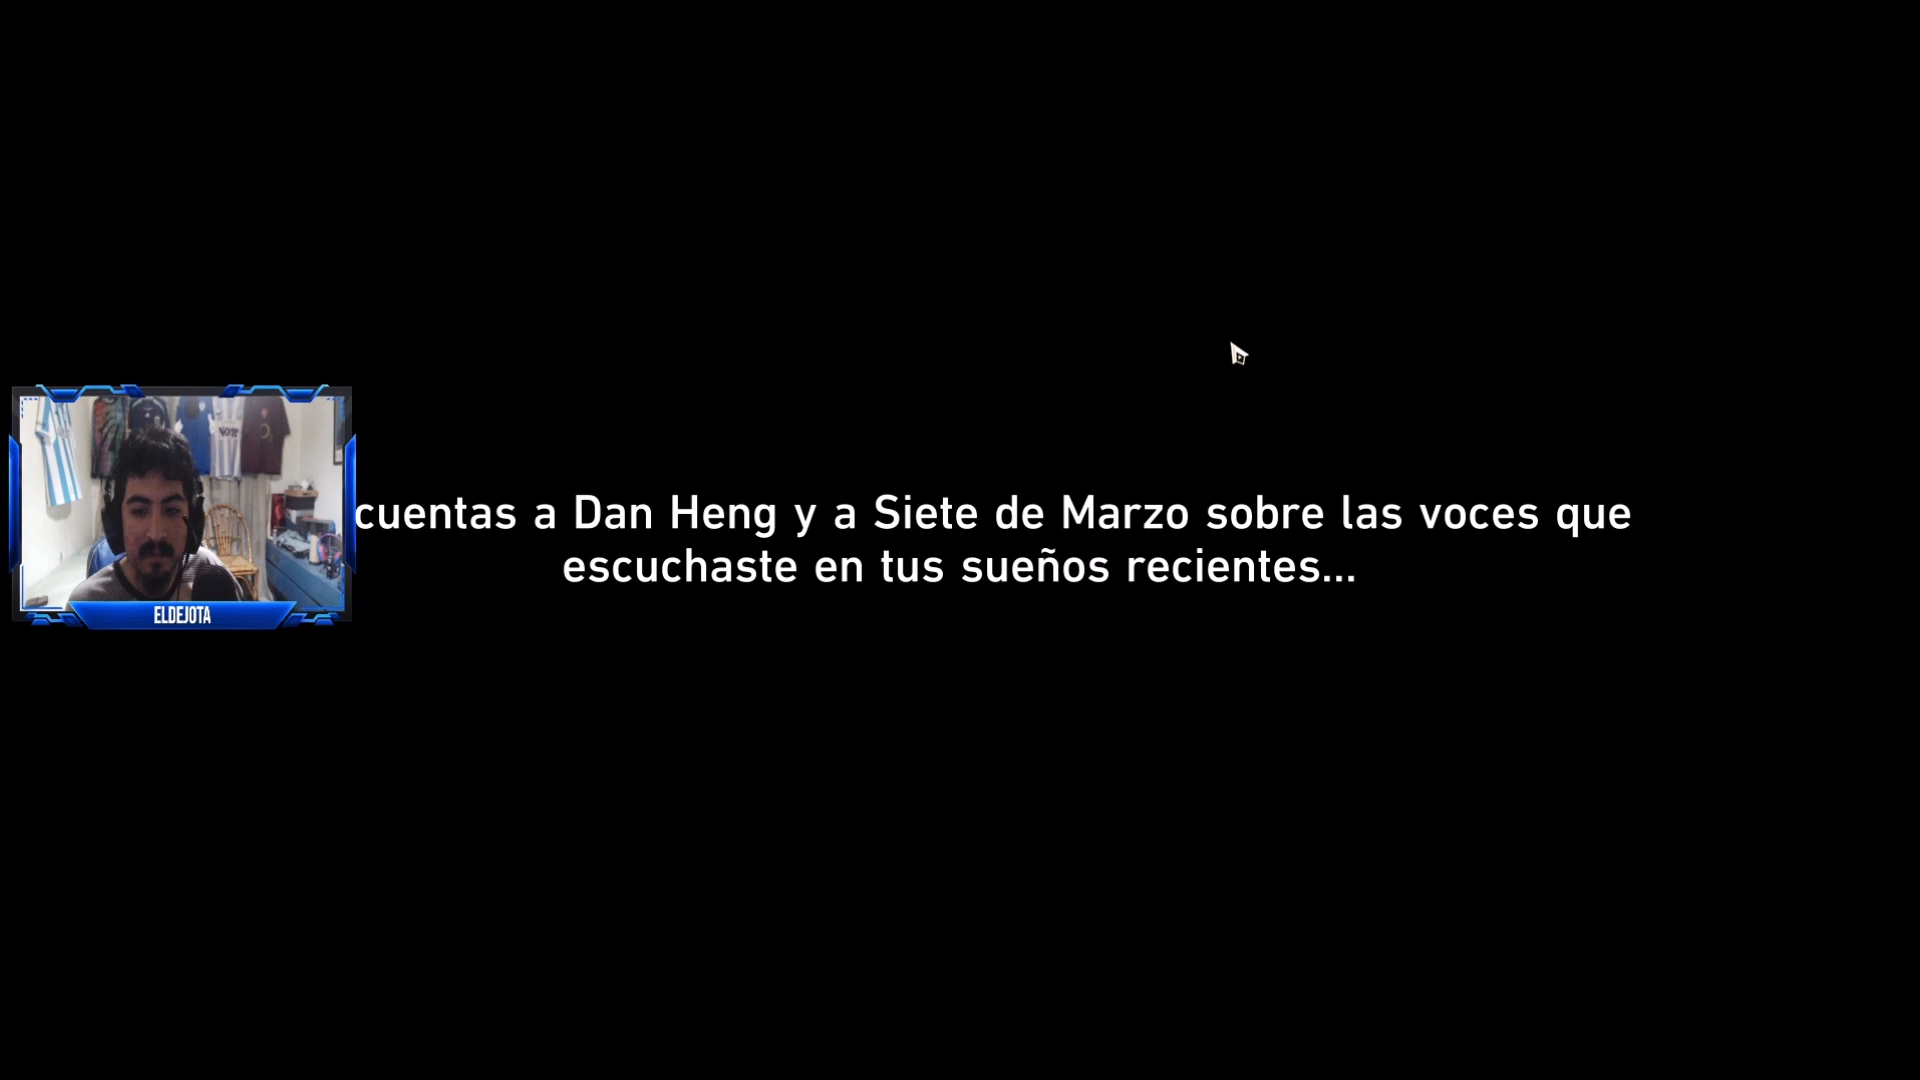 cuentas a Dan Heng y a Siete de Marzo sobre las voces que
escuchaste en tus sueños recientes...
ELDEJOTA